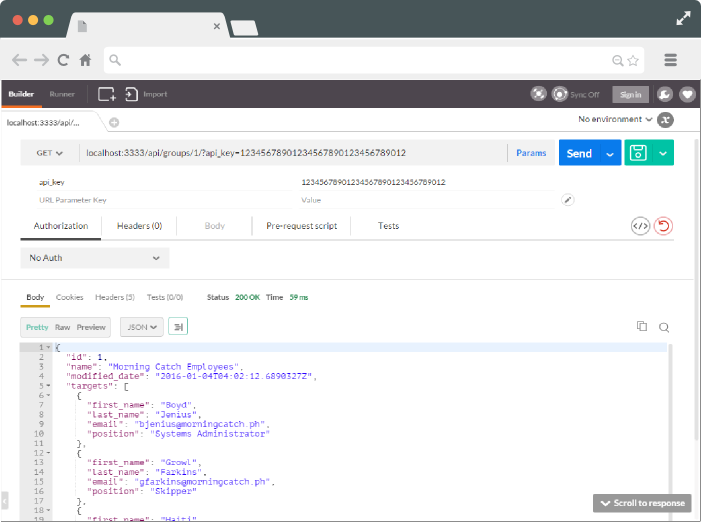 Builder Runner Import Sync Off Sign in
localhost:3333/api/... No environment
GET localhost:3333/api/groups/1/?api_key=12345678901234567890123456789012 Params Send
api_key 12345678901234567890123456789012
URL Parameter Key Value
Authorization Headers (0) Body Pre-request script Tests
No Auth
Body Cookies Headers (5) Tests (0/0) Status 200 OK Time 59 ms
Pretty Raw Preview JSON
1 {
2 "id": 1,
3 "name": "Morning Catch Employees",
4 "modified_date": "2016-01-04T04:02:12.6890327Z",
5 "targets": [
6 {
7 "first_name": "Boyd",
8 "last_name": "Jenius",
9 "email": "bjenius@morningcatch.ph",
10 "position": "Systems Administrator"
11 },
12 {
13 "first_name": "Growl",
14 "last_name": "Farkins",
15 "email": "gfarkins@morningcatch.ph",
16 "position": "Skipper"
17 },
18 {
19 "first_name": "Haiti",
Scroll to response